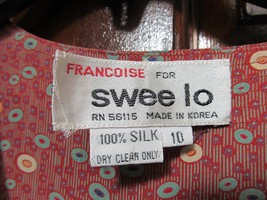 FRANCOISE FOR
swee lo
RN 56115 MADE IN KOREA
100% SILK 10
DRY CLEAN ONLY